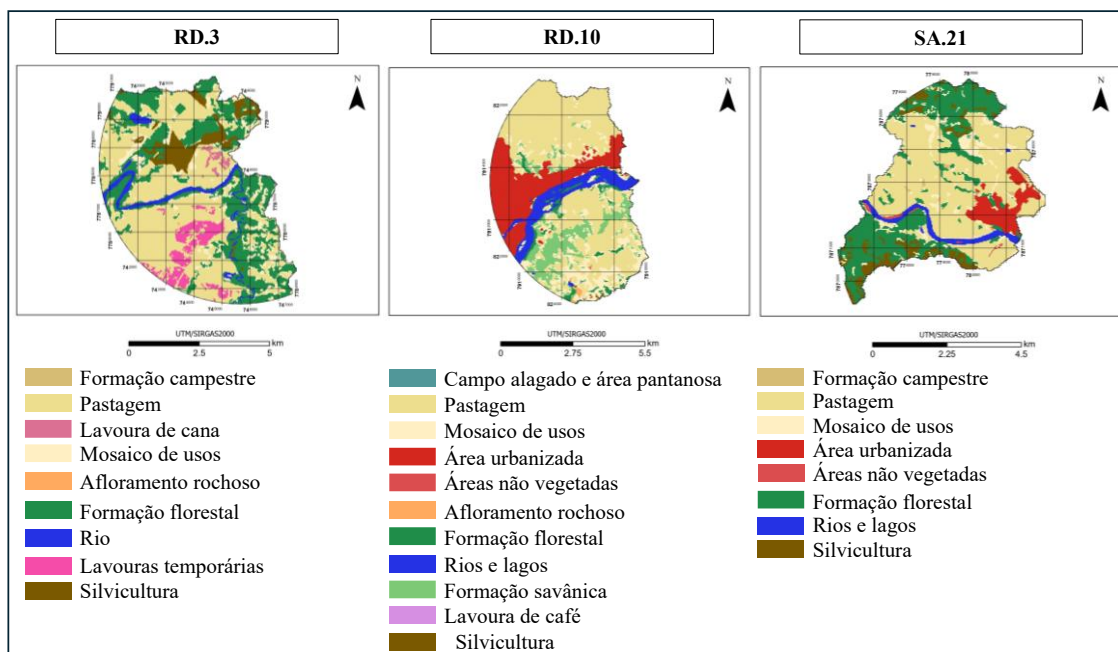 RD.3
N
UTM/SIRGAS2000
0 2.5 5 km
Formação campestre
Pastagem
Lavoura de cana
Mosaico de usos
Afloramento rochoso
Formação florestal
Rio
Lavouras temporárias
Silvicultura
RD.10
N
UTM/SIRGAS2000
0 2.75 5.5 km
Campo alagado e área pantanosa
Pastagem
Mosaico de usos
Área urbanizada
Áreas não vegetadas
Afloramento rochoso
Formação florestal
Rios e lagos
Formação savânica
Lavoura de café
Silvicultura
SA.21
N
UTM/SIRGAS2000
0 2.25 4.5 km
Formação campestre
Pastagem
Mosaico de usos
Área urbanizada
Áreas não vegetadas
Formação florestal
Rios e lagos
Silvicultura